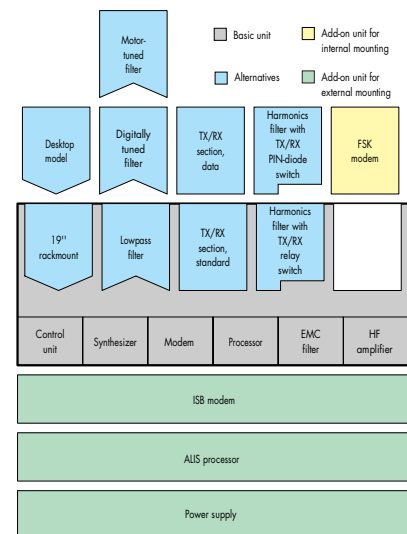 Motor-
tuned
filter
Basic unit
Alternatives
Add-on unit for
internal mounting
Add-on unit for
external mounting
Desktop
model
Digitally
tuned
filter
TX/RX
section,
data
Harmonics
filter with
TX/RX
PIN-diode
switch
FSK
modem
19"
rackmount
Lowpass
filter
TX/RX
section,
standard
Harmonics
filter with
TX/RX
relay
switch
Control
unit
Synthesizer
Modem
Processor
EMC
filter
HF
amplifier
ISB modem
ALIS processor
Power supply